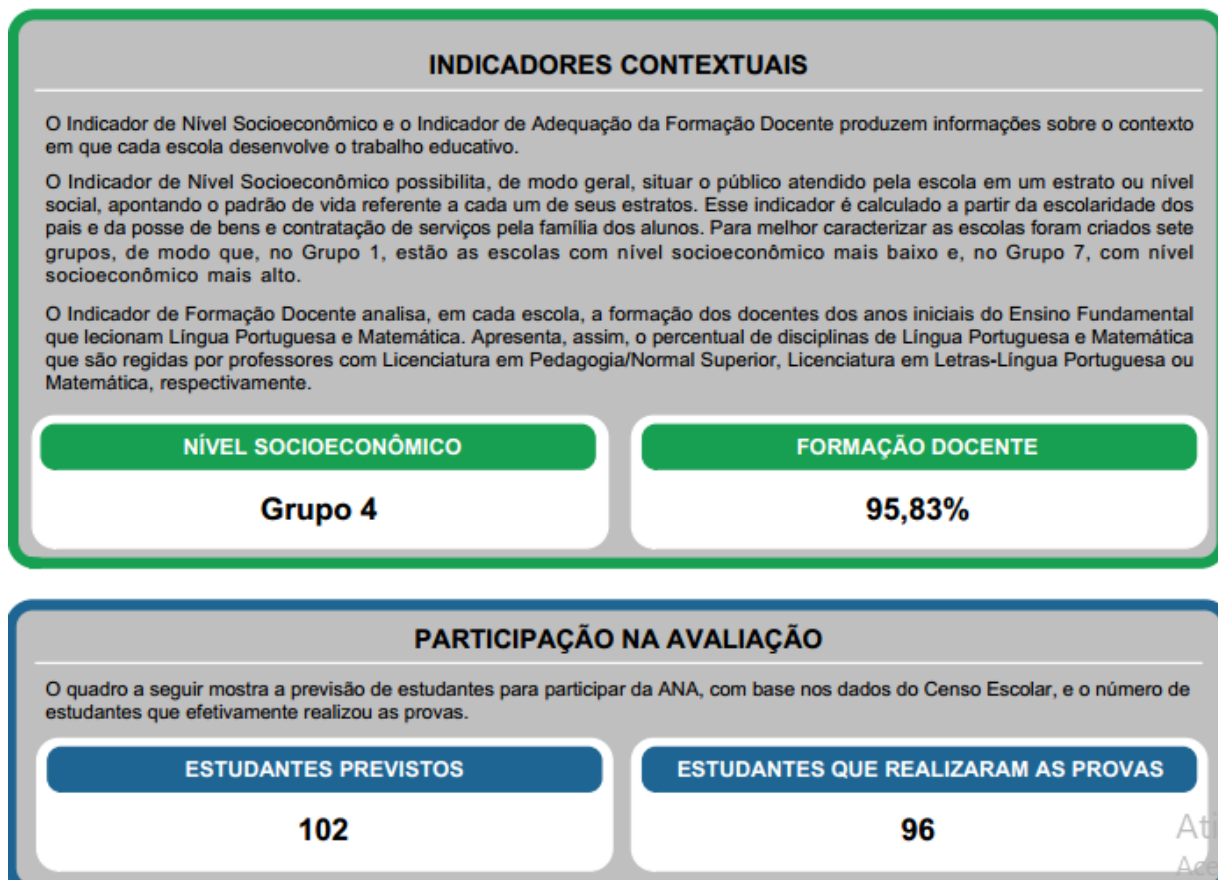 INDICADORES CONTEXTUAIS
O Indicador de Nível Socioeconômico e o Indicador de Adequação da Formação Docente produzem informações sobre o contexto
em que cada escola desenvolve o trabalho educativo.
O Indicador de Nível Socioeconômico possibilita, de modo geral, situar o público atendido pela escola em um estrato ou nível
social, apontando o padrão de vida referente a cada um de seus estratos. Esse indicador é calculado a partir da escolaridade dos
pais e da posse de bens e contratação de serviços pela família dos alunos. Para melhor caracterizar as escolas foram criados sete
grupos, de modo que, no Grupo 1, estão as escolas com nível socioeconômico mais baixo e, no Grupo 7, com nível
socioeconômico mais alto.
O Indicador de Formação Docente analisa, em cada escola, a formação dos docentes dos anos iniciais do Ensino Fundamental
que lecionam Língua Portuguesa e Matemática. Apresenta, assim, o percentual de disciplinas de Língua Portuguesa e Matemática
que são regidas por professores com Licenciatura em Pedagogia/Normal Superior, Licenciatura em Letras-Língua Portuguesa ou
Matemática, respectivamente.
NÍVEL SOCIOECONÔMICO
Grupo 4
FORMAÇÃO DOCENTE
95,83%
PARTICIPAÇÃO NA AVALIAÇÃO
O quadro a seguir mostra a previsão de estudantes para participar da ANA, com base nos dados do Censo Escolar, e o número de
estudantes que efetivamente realizou as provas.
ESTUDANTES PREVISTOS
102
ESTUDANTES QUE REALIZARAM AS PROVAS
96
Ati
Ace